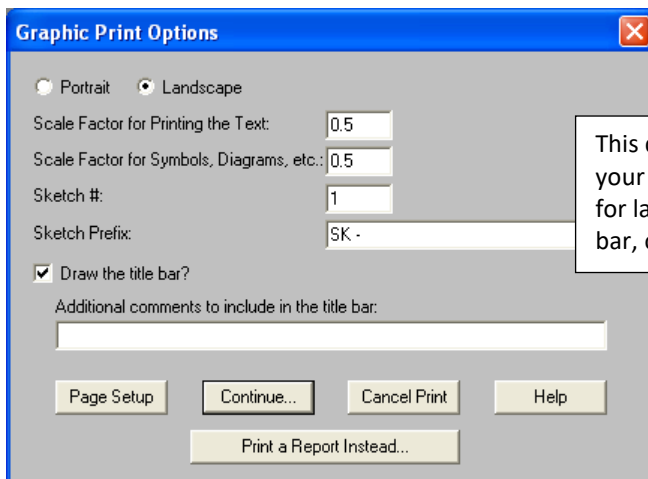 Graphic Print Options
Portrait Landscape
Scale Factor for Printing the Text: 0.5
Scale Factor for Symbols, Diagrams, etc.: 0.5
Sketch #: 1
Sketch Prefix: SK -
Draw the title bar?
Additional comments to include in the title bar:
Page Setup Continue... Cancel Print Help
Print a Report Instead...
This
your
for
bar,